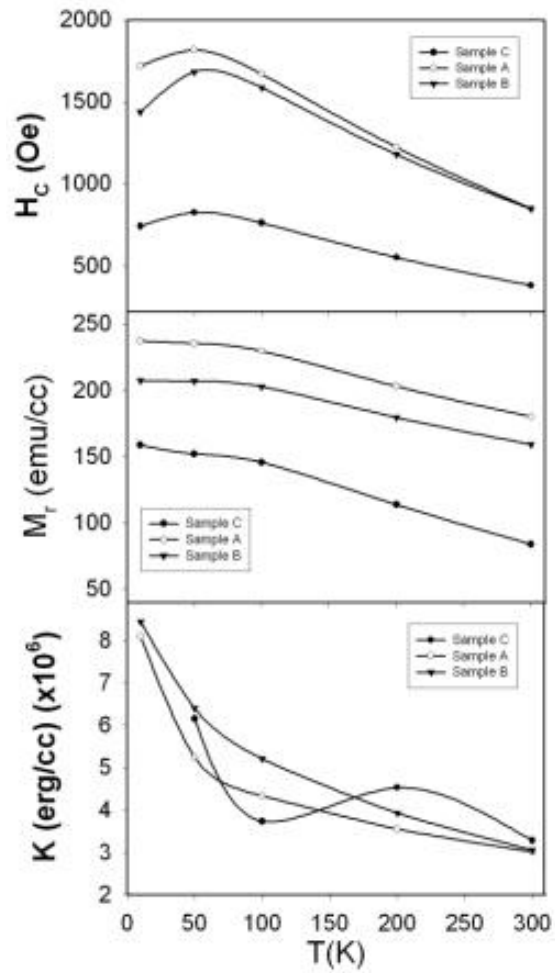 2000
1500
1000
500
H_C (Oe)
Sample C
Sample A
Sample B
250
200
150
100
50
M_r (emu/cc)
Sample C
Sample A
Sample B
8
7
6
5
4
3
2
K (erg/cc) (x10^6)
Sample C
Sample A
Sample B
0 50 100 150 200 250 300
T(K)